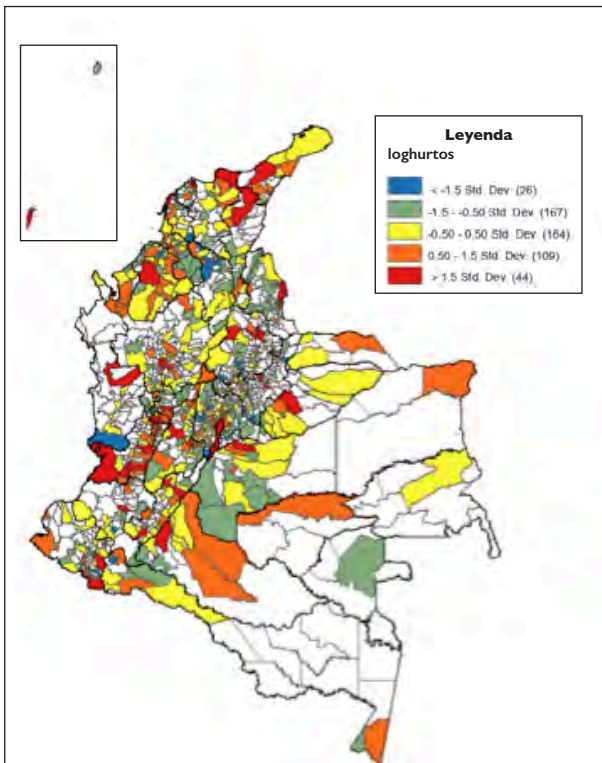 Leyenda
loghurtos
< -1.5 Std. Dev. (26)
-1.5 - -0.50 Std. Dev. (167)
-0.50 - 0.50 Std. Dev. (164)
0.50 - 1.5 Std. Dev. (109)
> 1.5 Std. Dev. (44)